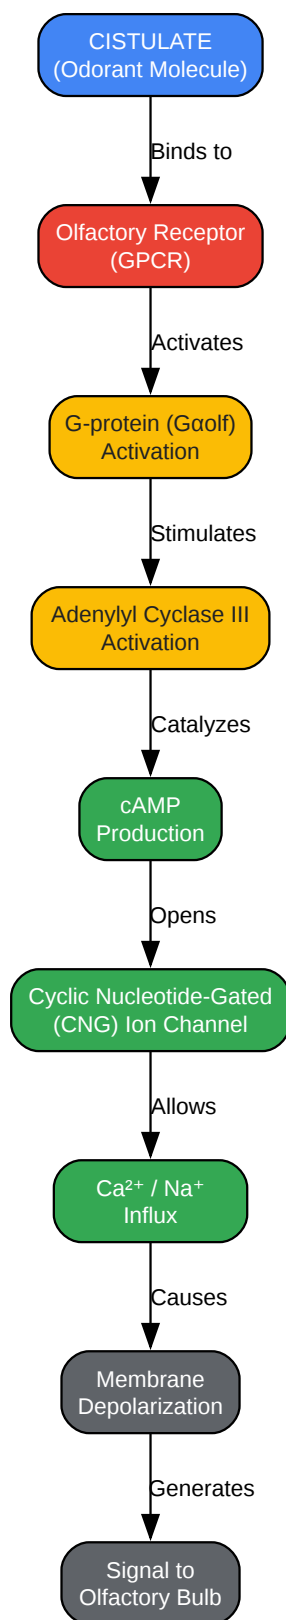 CISTULATE
(Odorant Molecule)
Binds to
Olfactory Receptor
(GPCR)
Activates
G-protein (Gαolf)
Activation
Stimulates
Adenylyl Cyclase III
Activation
Catalyzes
cAMP
Production
Opens
Cyclic Nucleotide-Gated
(CNG) Ion Channel
Allows
Ca²⁺ / Na⁺
Influx
Causes
Membrane
Depolarization
Generates
Signal to
Olfactory Bulb